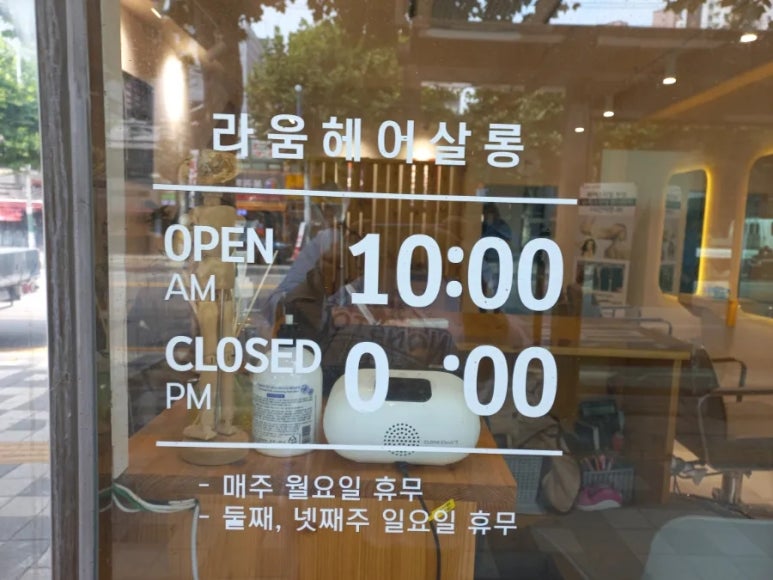 라움헤어살롱
OPEN AM 10:00
CLOSED PM 0 :00
- 매주 월요일 휴무
- 둘째, 넷째주 일요일 휴무